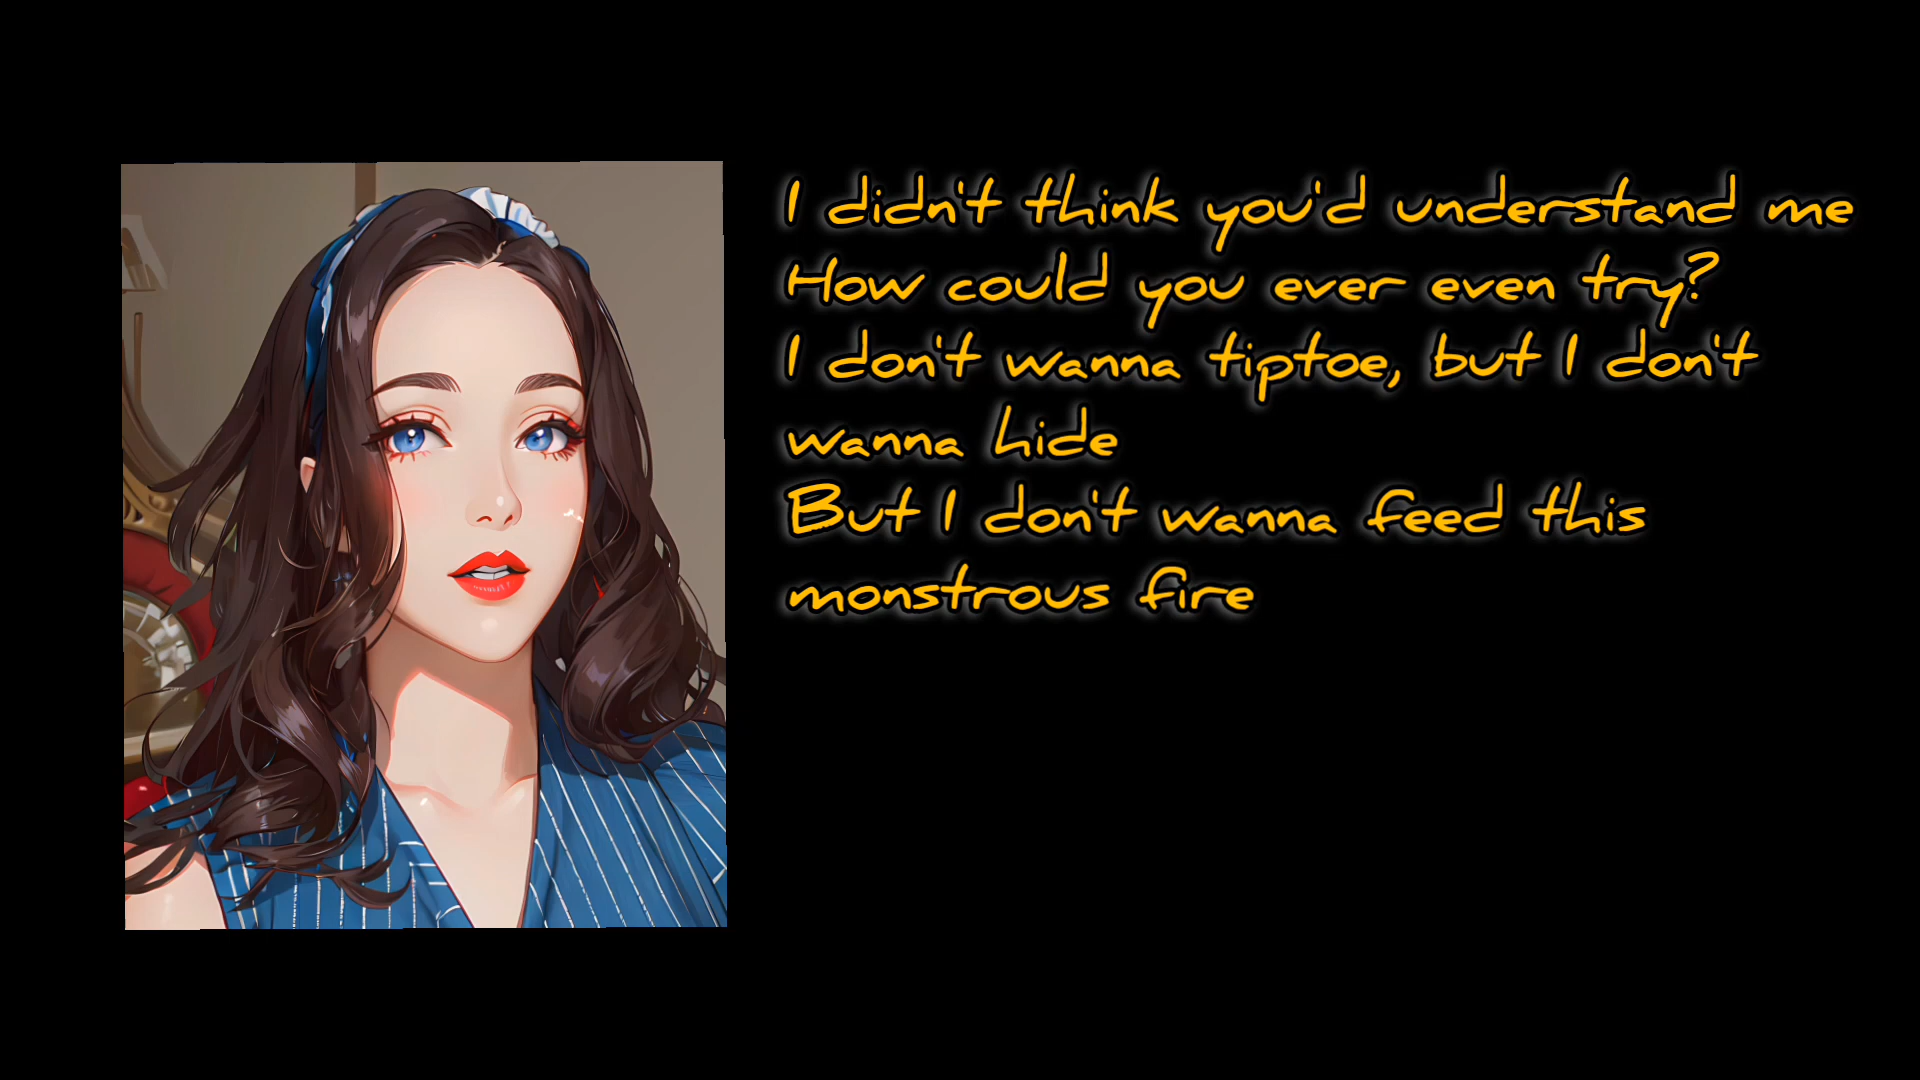 I didn't think you'd understand me
How could you ever even try?
I don't wanna tiptoe, but I don't
wanna hide
But I don't wanna feed this
monstrous fire